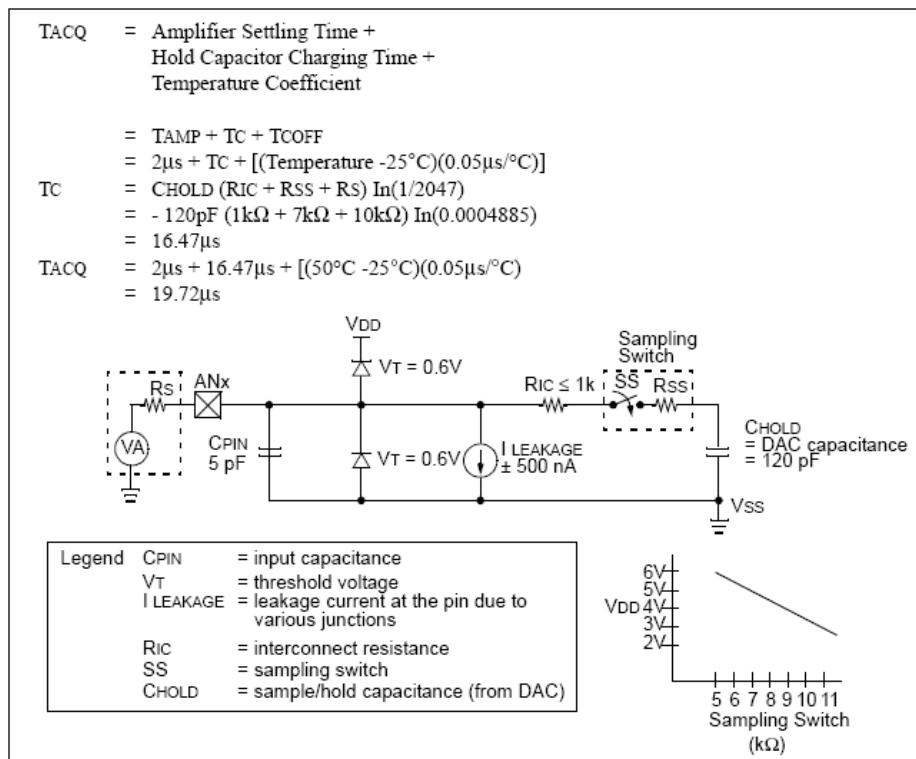 TACQ = Amplifier Settling Time +
Hold Capacitor Charging Time +
Temperature Coefficient
= TAMP + TC + TCOFF
= 2µs + TC + [(Temperature -25°C)(0.05µs/°C)]
TC = CHOLD (RIC + RSS + RS) In(1/2047)
= - 120pF (1kΩ + 7kΩ + 10kΩ) In(0.0004885)
= 16.47µs
TACQ = 2µs + 16.47µs + [(50°C -25°C)(0.05µs/°C)
= 19.72µs
VDD
Sampling
Switch
VT = 0.6V
RS
ANx
RIC ≤ 1k
SS
RSS
VA
CPIN
5 pF
VT = 0.6V
I LEAKAGE
± 500 nA
CHOLD
= DAC capacitance
= 120 pF
VSS
Legend CPIN = input capacitance
VT = threshold voltage
I LEAKAGE = leakage current at the pin due to
various junctions
RIC = interconnect resistance
SS = sampling switch
CHOLD = sample/hold capacitance (from DAC)
6V
5V
VDD 4V
3V
2V
5 6 7 8 9 10 11
Sampling Switch
(kΩ)